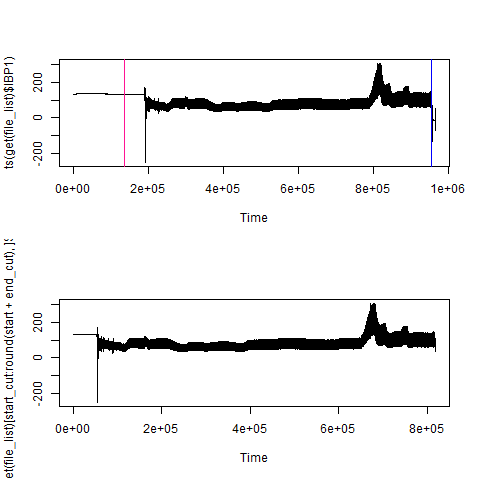 ts(get(file_list)$IBP1)
200
0
-200
0e+00 2e+05 4e+05 6e+05 8e+05 1e+06
Time
et(file_list)[start_cut:round(start + end_cut), ]$
200
0
-200
0e+00 2e+05 4e+05 6e+05 8e+05
Time